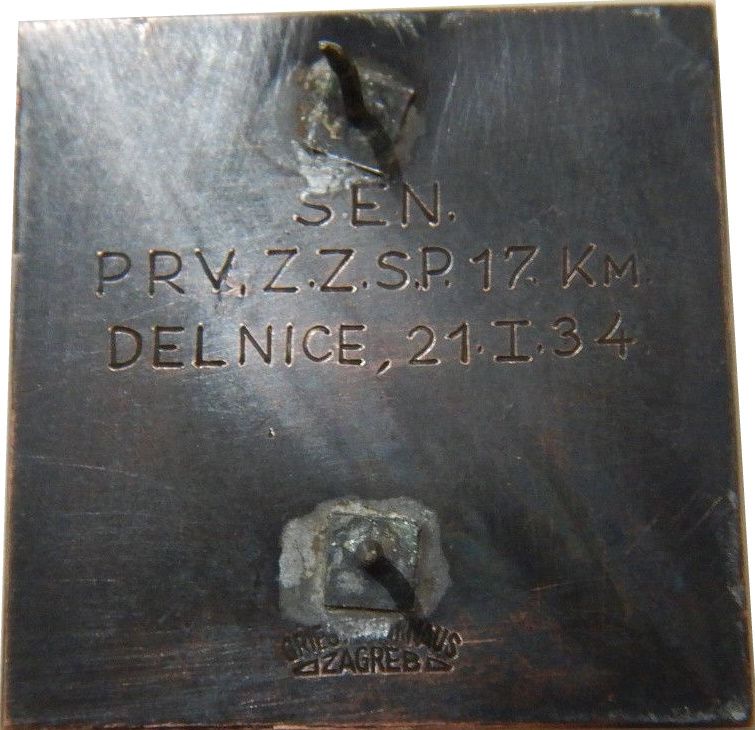 SEN.
PRV. Z.Z.S.P. 17. KM.
DELNICE, 21.I.34
ZAGREB